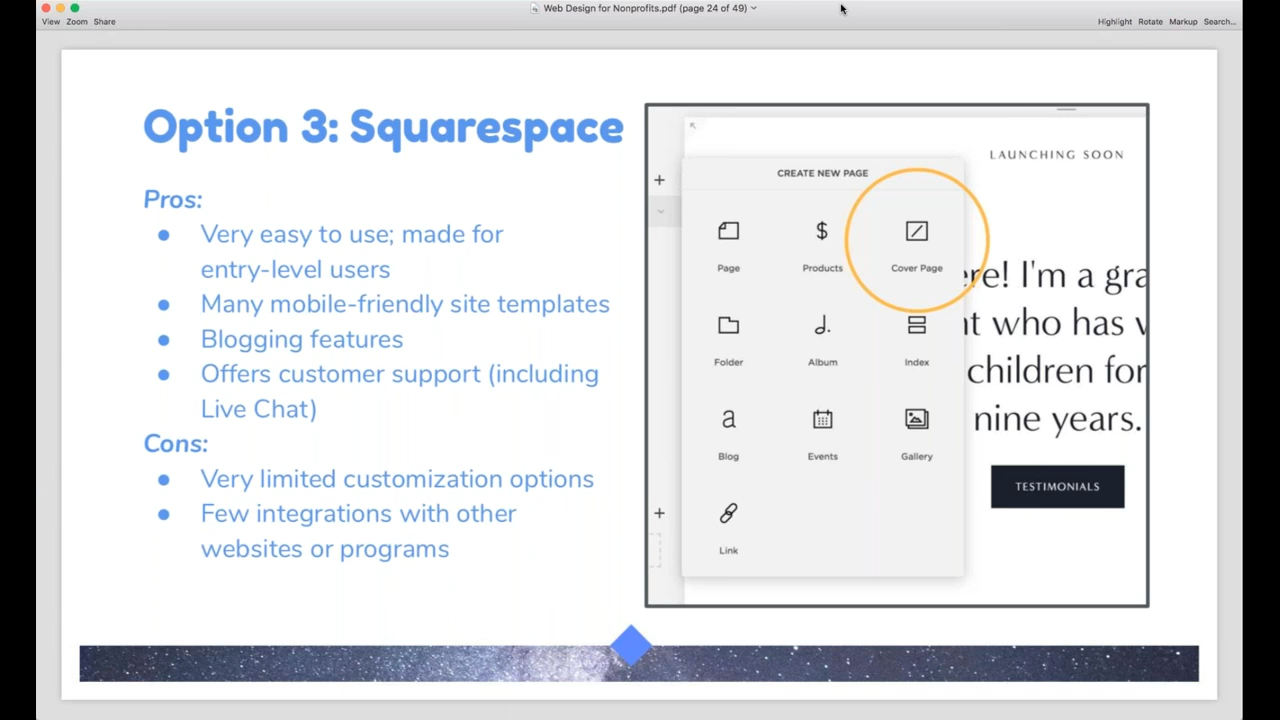 Web Design for Nonprofits.pdf (page 24 of 49)
View Zoom Share
Highlight Rotate Markup Search...
Option 3: Squarespace
Pros:
● Very easy to use; made for
entry-level users
● Many mobile-friendly site templates
● Blogging features
● Offers customer support (including
Live Chat)
Cons:
● Very limited customization options
● Few integrations with other
websites or programs
LAUNCHING SOON
CREATE NEW PAGE
Page
$
Products
Cover Page
Folder
Album
Index
a
Blog
Events
Gallery
Link
ere! I'm a gra
nt who has v
children for
nine years.
TESTIMONIALS